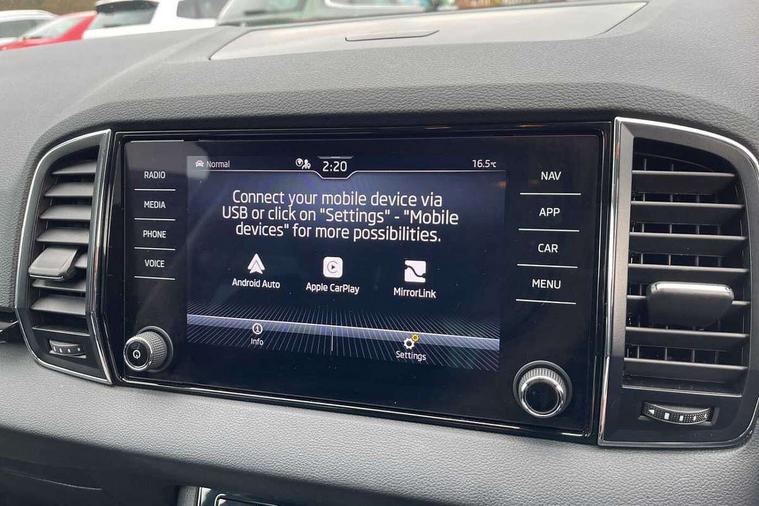 RADIO
MEDIA
PHONE
VOICE
Normal
2:20
16.5°C
Connect your mobile device via
USB or click on "Settings" - "Mobile
devices" for more possibilities.
Android Auto
Apple CarPlay
MirrorLink
Info
Settings
NAV
APP
CAR
MENU